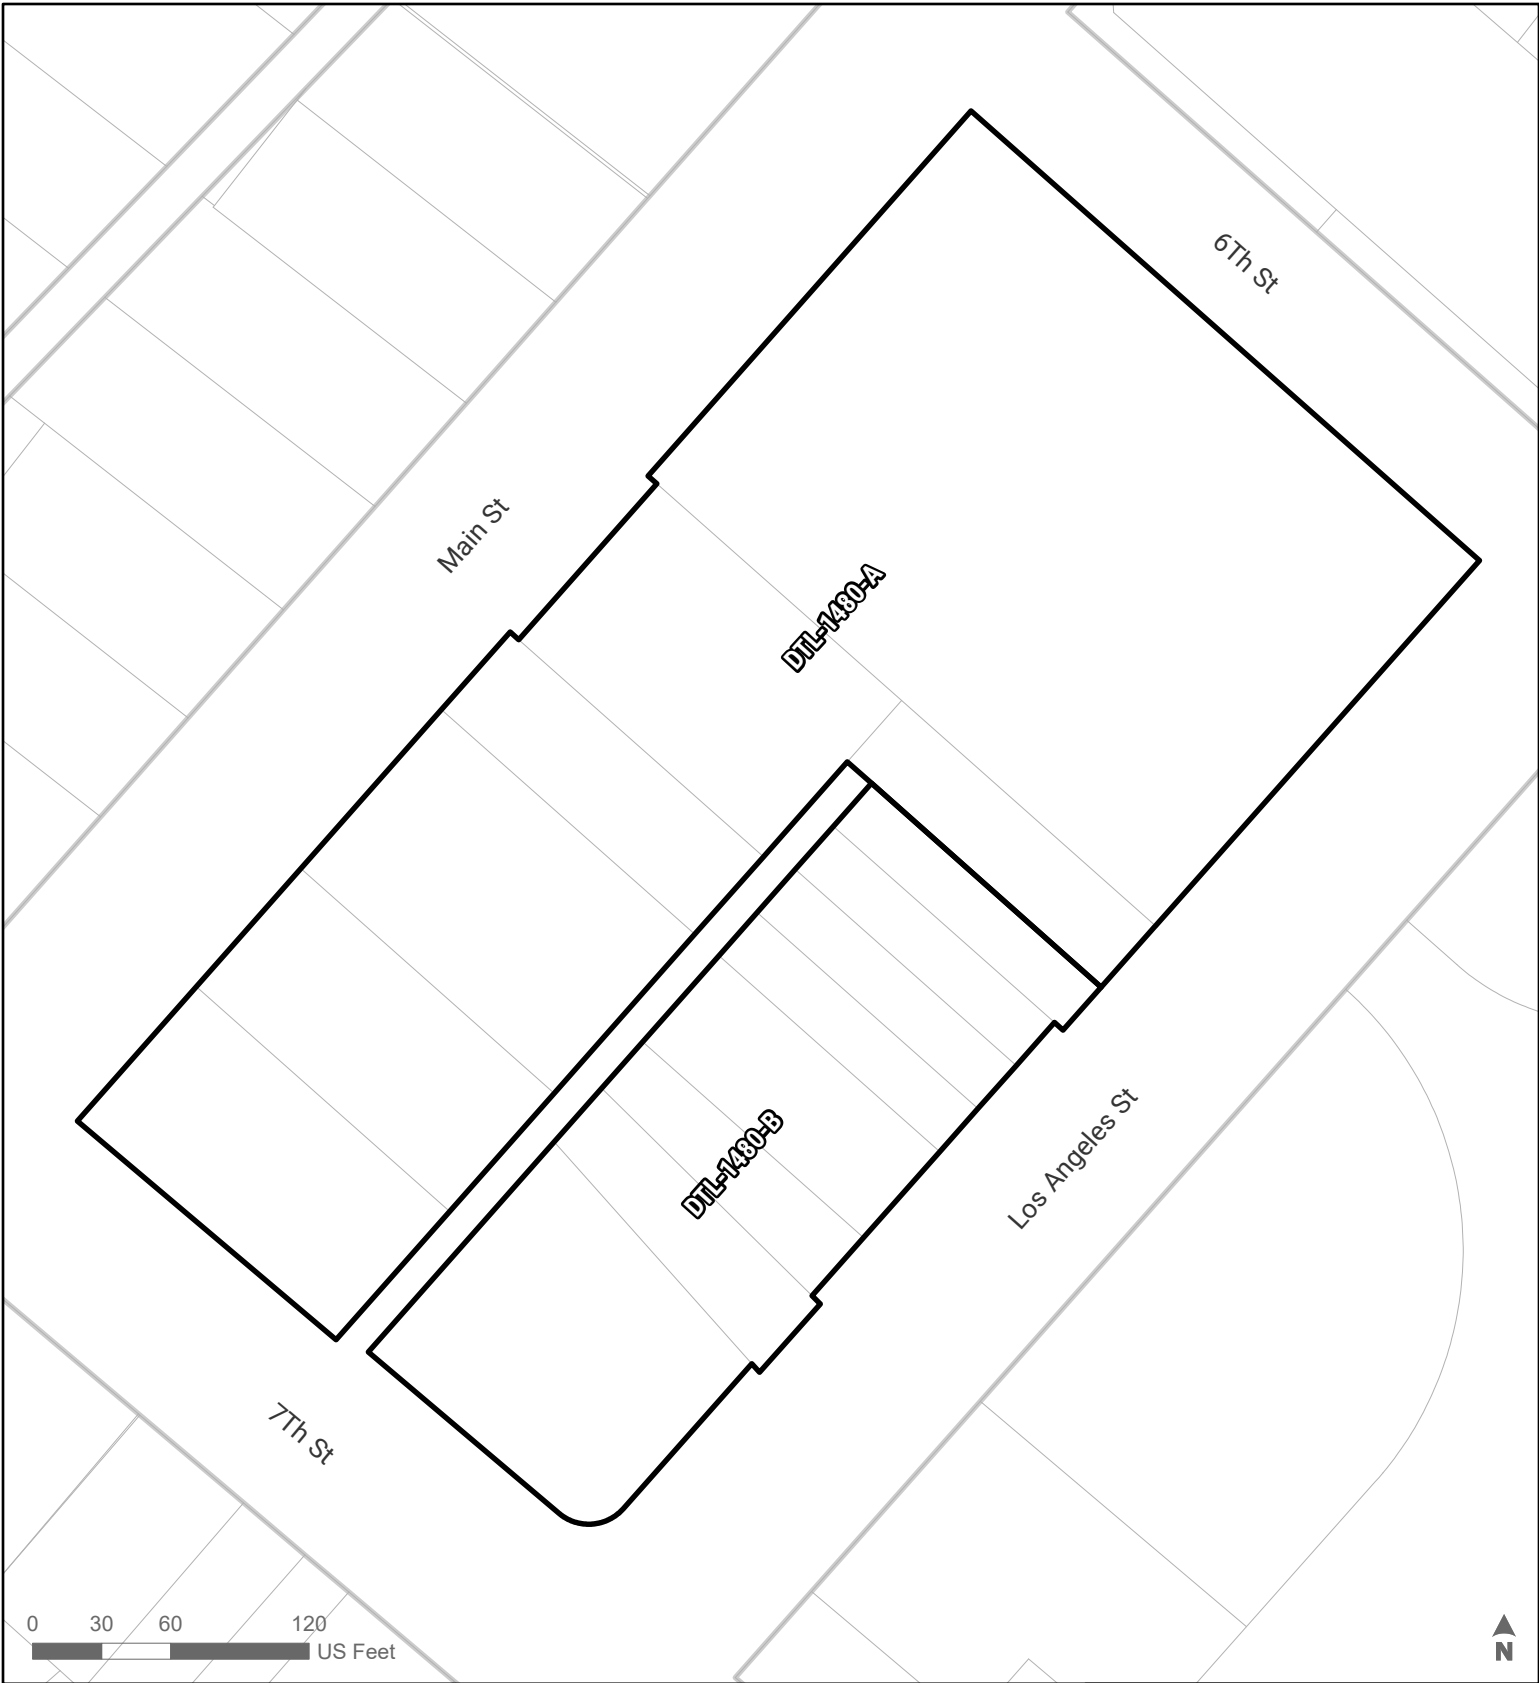 6Th St
Main St
DTL-1480-A
Los Angeles St
DTL-1480-B
7Th St
0 30 60 120
US Feet
N